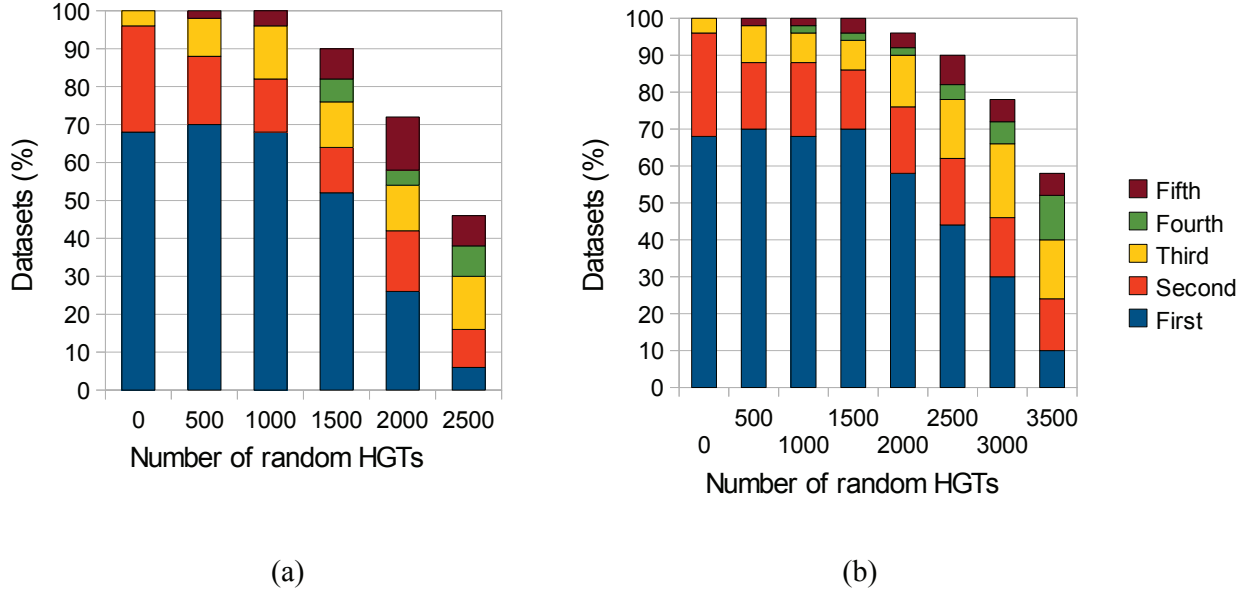 100
90
80
70
60
50
40
30
20
10
0
Datasets (%)
0 500 1000 1500 2000 2500
Number of random HGTs
(a)
100
90
80
70
60
50
40
30
20
10
0
Datasets (%)
500 1500 2500 3500
0 1000 2000 3000
Number of random HGTs
(b)
Fifth
Fourth
Third
Second
First